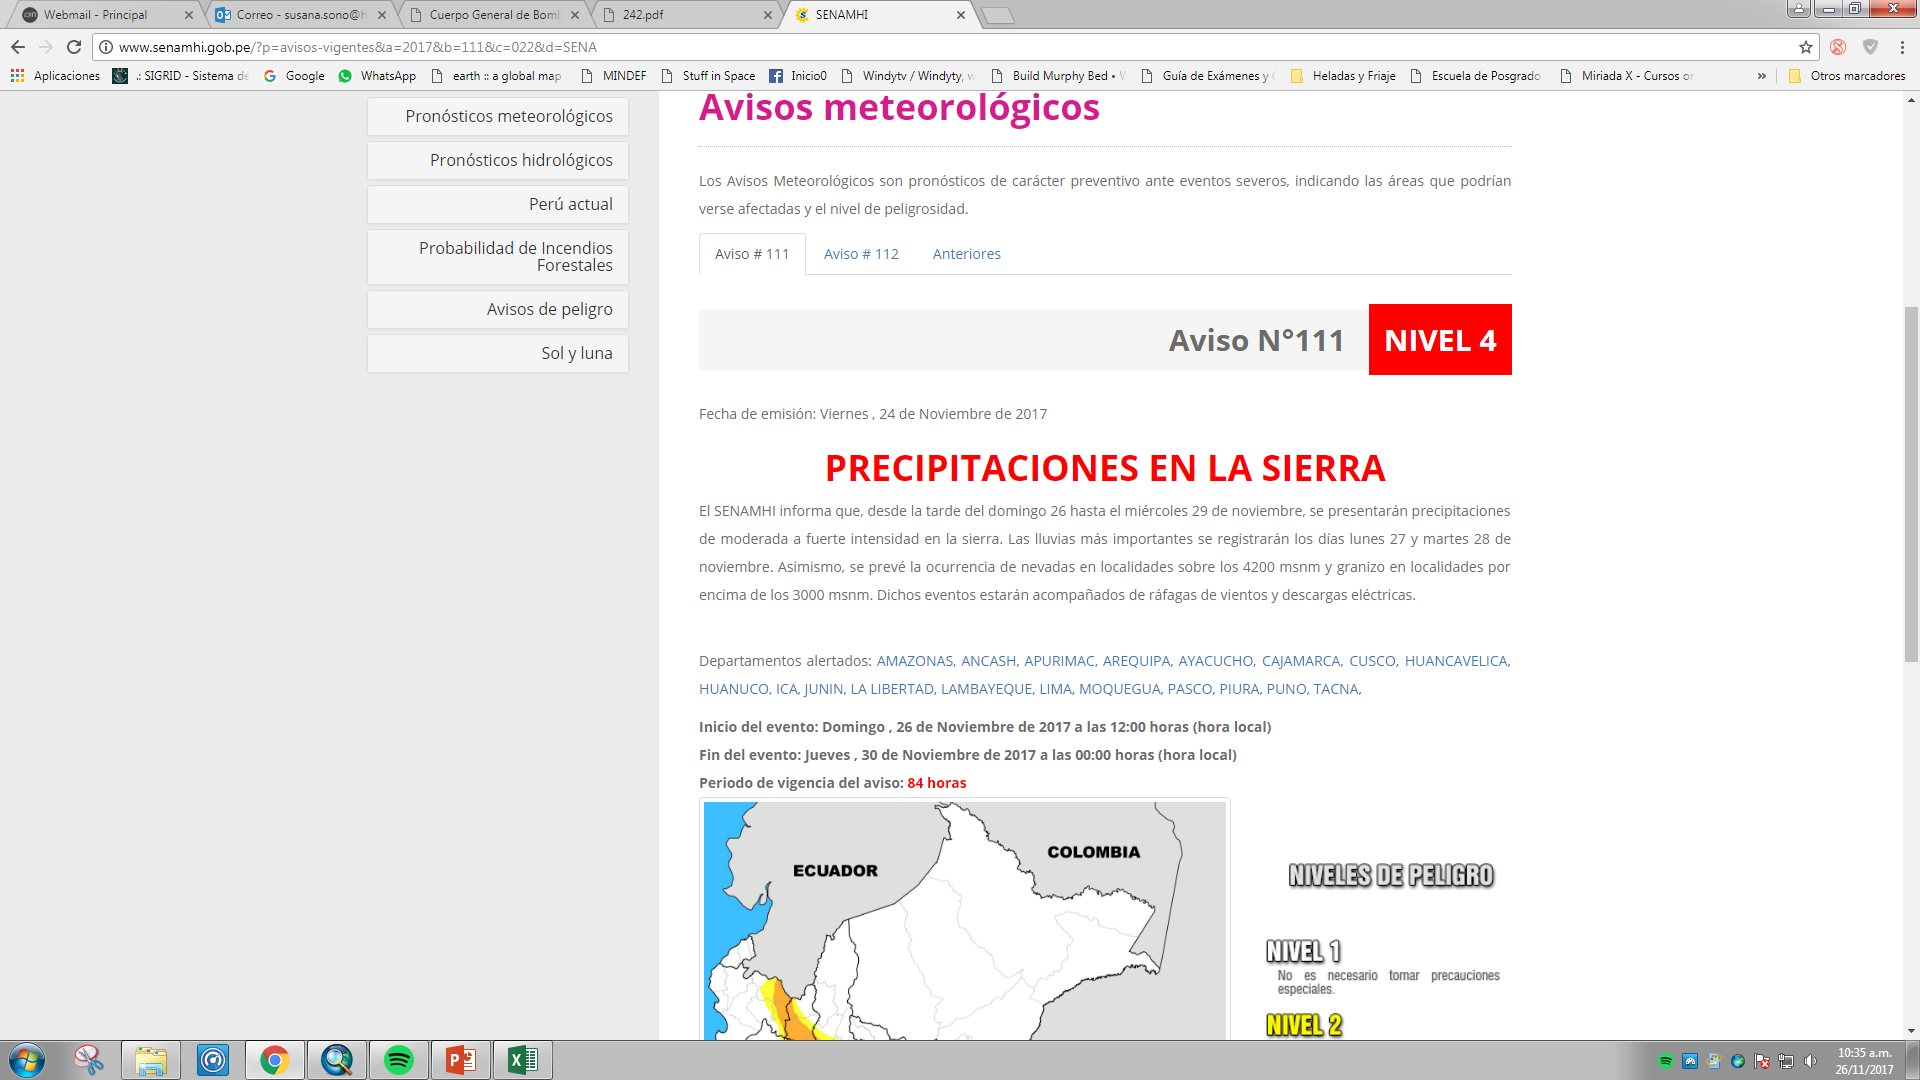 Webmail - Principal
Correo - susana.sono@h
Cuerpo General de Bomb
242.pdf
SENAMHI
www.senamhi.gob.pe/?p=avisos-vigentes&a=2017&b=111&c=022&d=SENA
Aplicaciones
.: SIGRID - Sistema de
Google
WhatsApp
earth :: a global map
MINDEF
Stuff in Space
Inicio0
Windytv / Windyty, w
Build Murphy Bed •
Guía de Exámenes y
Heladas y Friaje
Escuela de Posgrado
Miriada X - Cursos on
»
Otros marcadores
Pronósticos meteorológicos
Pronósticos hidrológicos
Perú actual
Probabilidad de Incendios
Forestales
Avisos de peligro
Sol y luna
Avisos meteorológicos
Los Avisos Meteorológicos son pronósticos de carácter preventivo ante eventos severos, indicando las áreas que podrían
verse afectadas y el nivel de peligrosidad.
Aviso # 111
Aviso # 112
Anteriores
Aviso N°111
NIVEL 4
Fecha de emisión: Viernes , 24 de Noviembre de 2017
PRECIPITACIONES EN LA SIERRA
El SENAMHI informa que, desde la tarde del domingo 26 hasta el miércoles 29 de noviembre, se presentarán precipitaciones
de moderada a fuerte intensidad en la sierra. Las lluvias más importantes se registrarán los días lunes 27 y martes 28 de
noviembre. Asimismo, se prevé la ocurrencia de nevadas en localidades sobre los 4200 msnm y granizo en localidades por
encima de los 3000 msnm. Dichos eventos estarán acompañados de ráfagas de vientos y descargas eléctricas.
Departamentos alertados: AMAZONAS, ANCASH, APURIMAC, AREQUIPA, AYACUCHO, CAJAMARCA, CUSCO, HUANCAVELICA,
HUANUCO, ICA, JUNIN, LA LIBERTAD, LAMBAYEQUE, LIMA, MOQUEGUA, PASCO, PIURA, PUNO, TACNA,
Inicio del evento: Domingo , 26 de Noviembre de 2017 a las 12:00 horas (hora local)
Fin del evento: Jueves , 30 de Noviembre de 2017 a las 00:00 horas (hora local)
Periodo de vigencia del aviso: 84 horas
ECUADOR
COLOMBIA
NIVELES DE PELIGRO
NIVEL 1
No es necesario tomar precauciones
especiales.
NIVEL 2
10:35 a.m.
26/11/2017